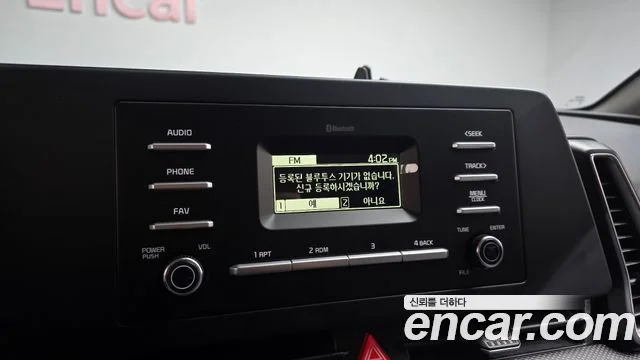 Encar
Bluetooth
AUDIO
PHONE
FAV
POWER PUSH
VOL
FM 4:02 PM
등록된 블루투스 기기가 없습니다.
신규 등록하시겠습니까?
1 예 2 아니요
1 RPT 2 RDM 3 4 BACK
<SEEK
TRACK>
MENU
CLOCK
TUNE ENTER
FILE
신뢰를 더하다
encar.com